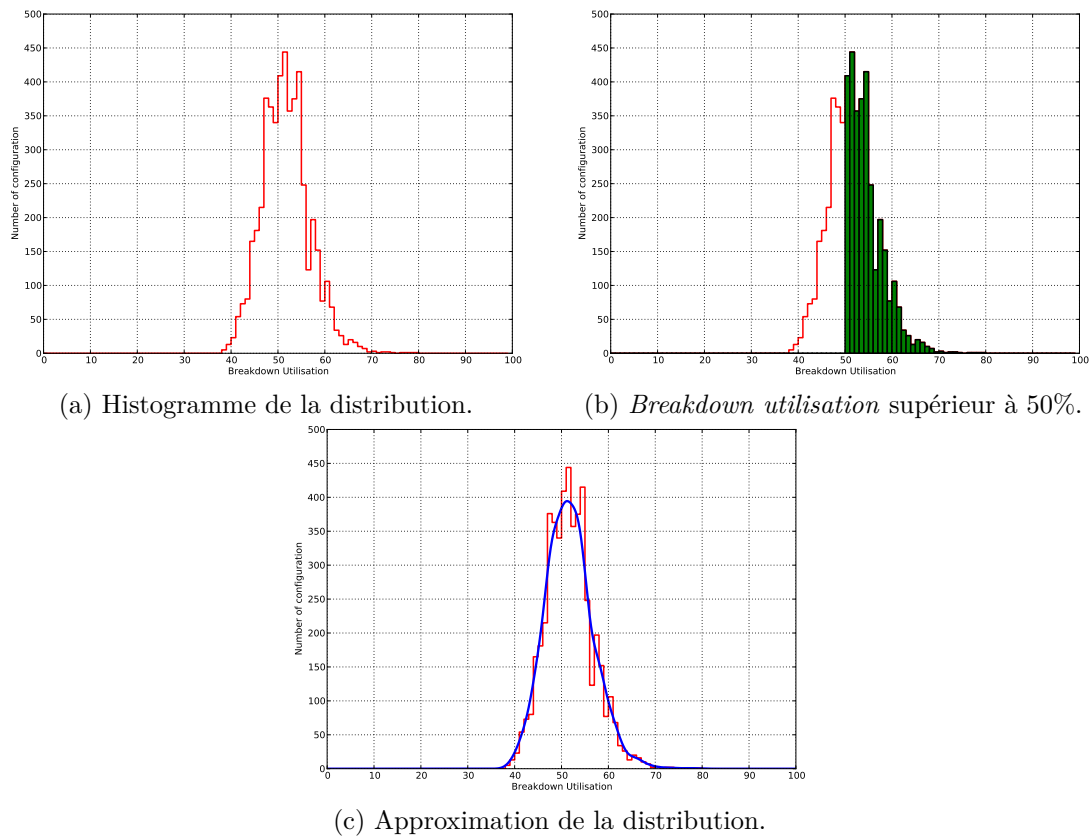 500
450
400
350
300
250
200
150
100
50
0
Number of configuration
0 10 20 30 40 50 60 70 80 90 100
Breakdown Utilisation
(a) Histogramme de la distribution.
500
450
400
350
300
250
200
150
100
50
0
Number of configuration
0 10 20 30 40 50 60 70 80 90 100
Breakdown Utilisation
(b) Breakdown utilisation supérieur à 50%.
500
450
400
350
300
250
200
150
100
50
0
Number of configuration
0 10 20 30 40 50 60 70 80 90 100
Breakdown Utilisation
(c) Approximation de la distribution.